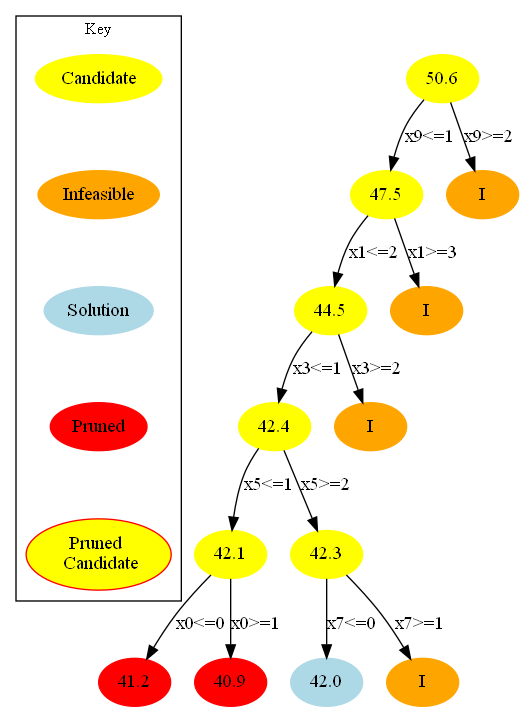 Key
Candidate
Infeasible
Solution
Pruned
Pruned
Candidate
50.6
x9<=1
x9>=2
47.5
I
x1<=2
x1>=3
44.5
I
x3<=1
x3>=2
42.4
I
x5<=1
x5>=2
42.1
42.3
x0<=0
x0>=1
x7<=0
x7>=1
41.2
40.9
42.0
I